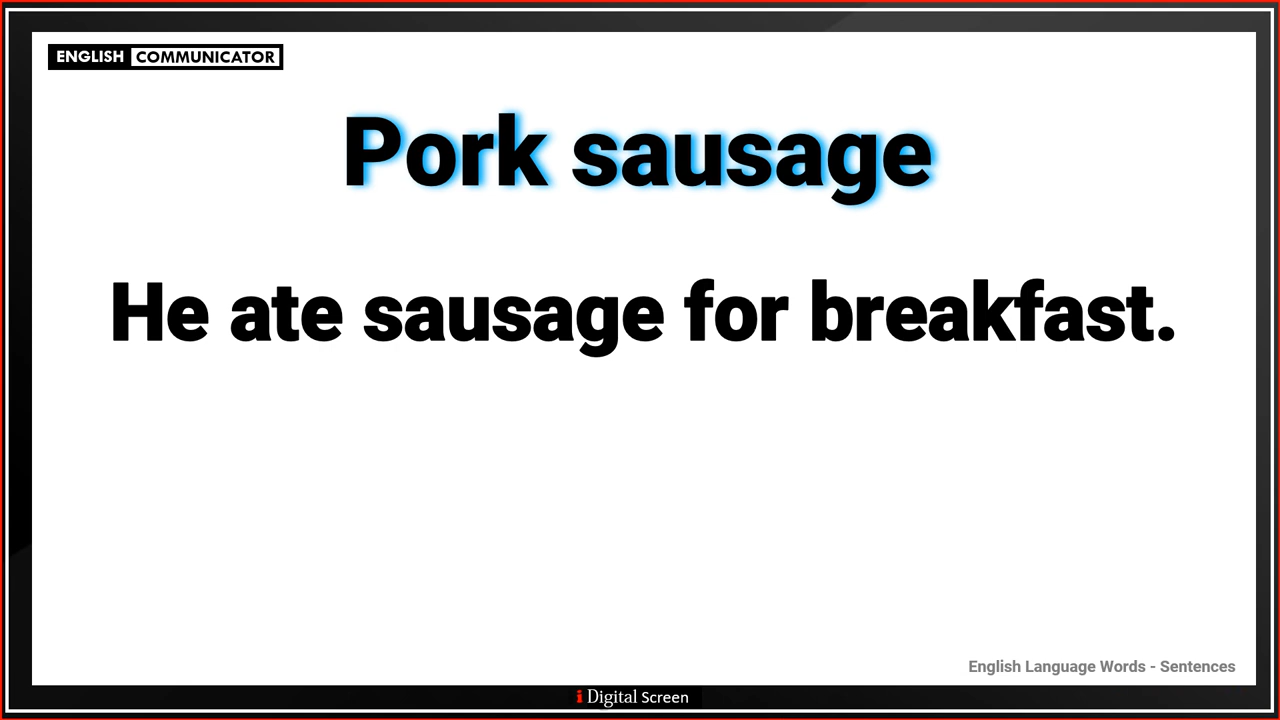 ENGLISH COMMUNICATOR
Pork sausage
He ate sausage for breakfast.
English Language Words - Sentences
i Digital Screen